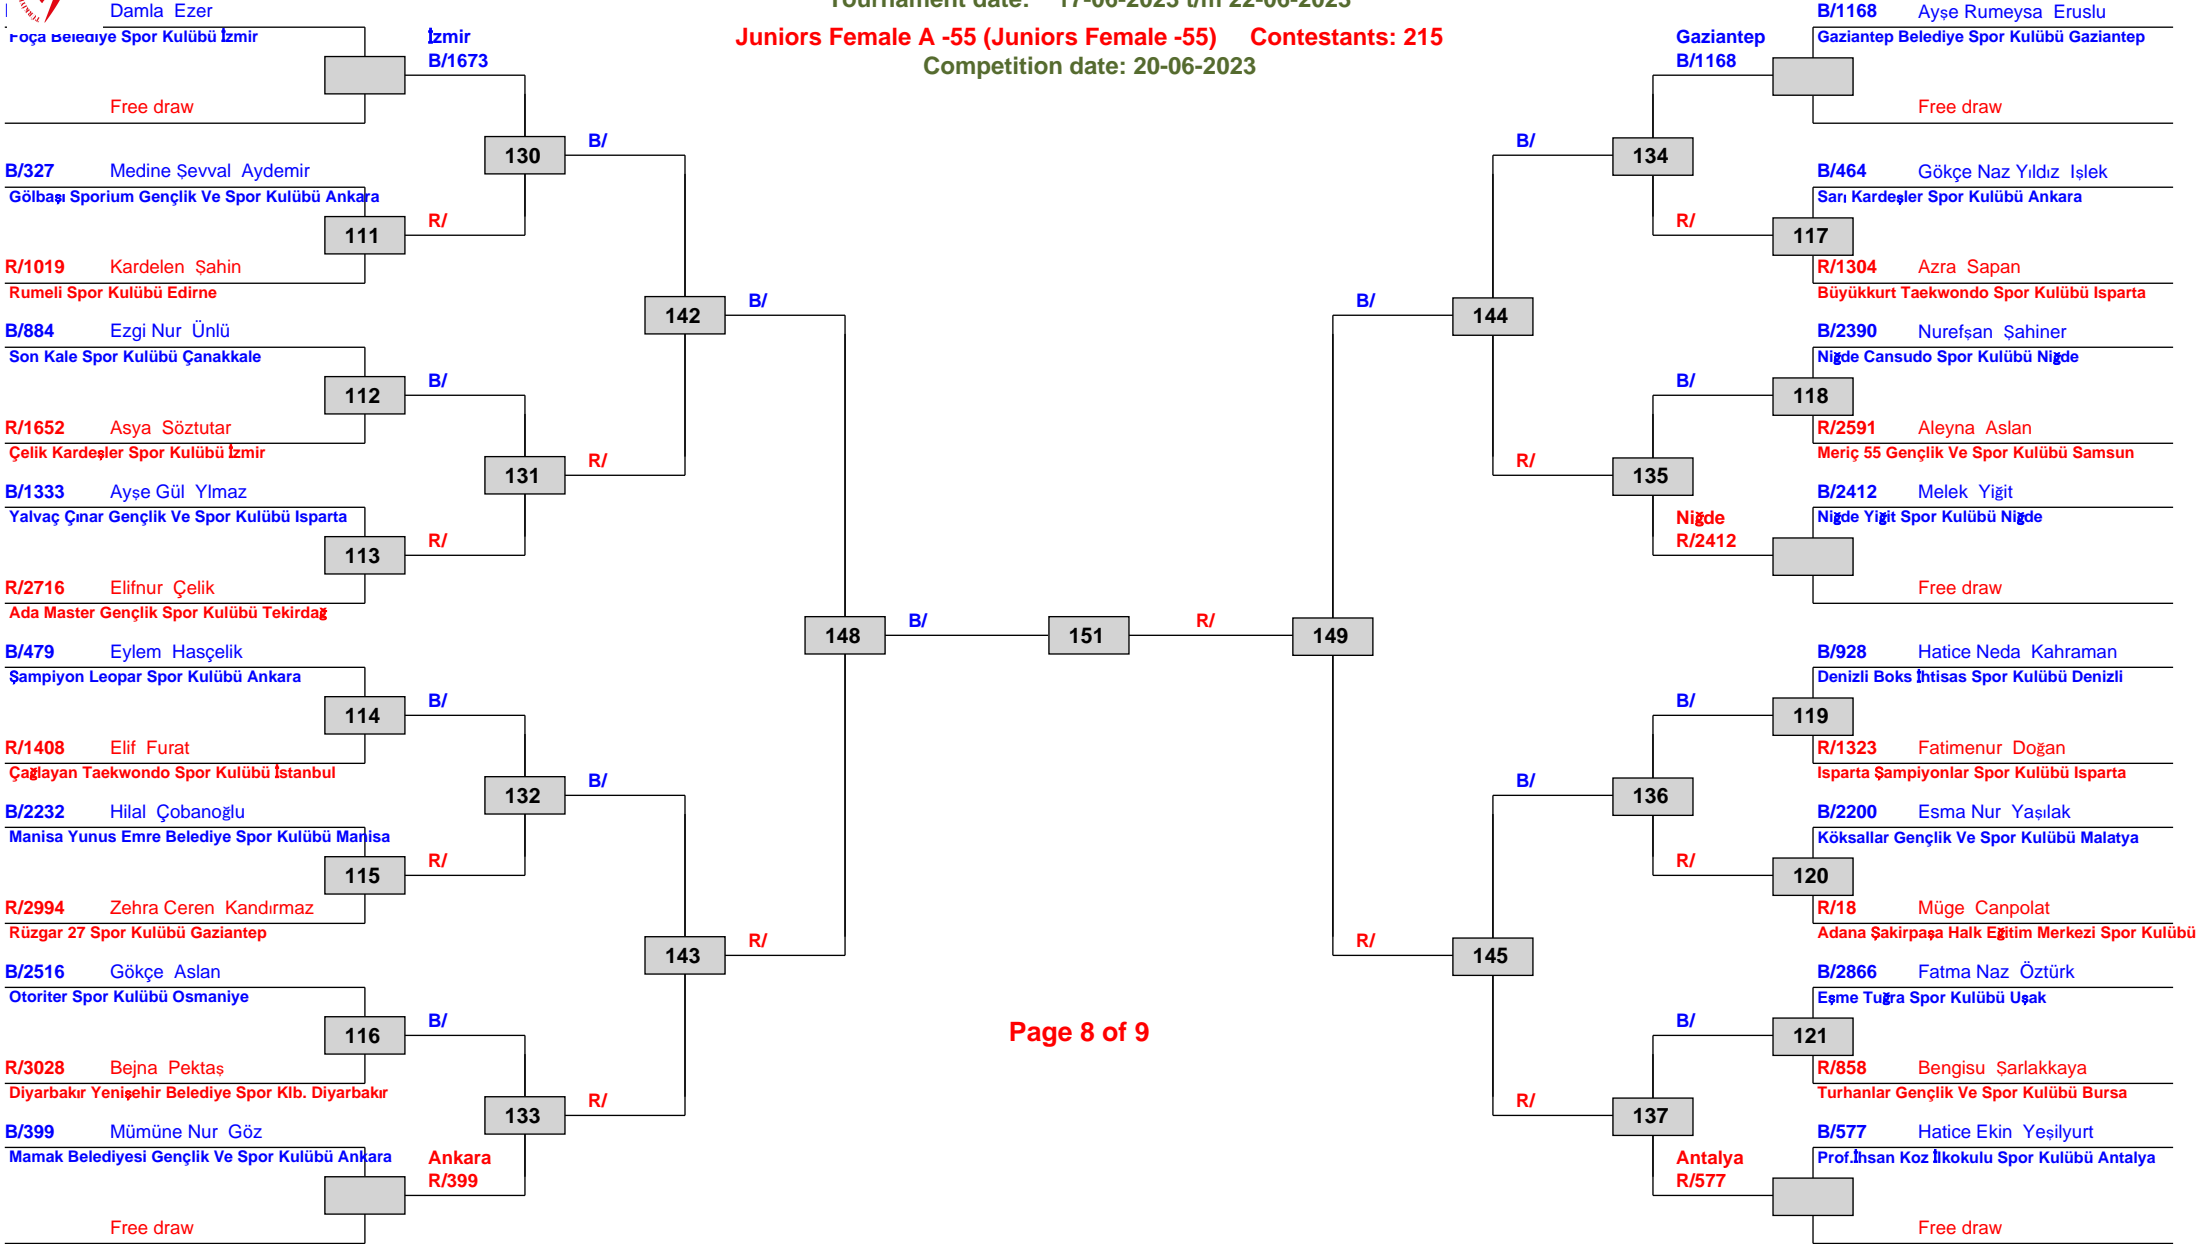 Tournament date: 17-06-2023 t/m 22-06-2023
Juniors Female A -55 (Juniors Female -55) Contestants: 215
Competition date: 20-06-2023
Damla Ezer
Foça Belediye Spor Kulübü İzmir
Free draw
İzmir
B/1673
B/327 Medine Şevval Aydemir
Gölbaşı Sporium Gençlik Ve Spor Kulübü Ankara
111
R/
R/1019 Kardelen Şahin
Rumeli Spor Kulübü Edirne
130
B/
B/884 Ezgi Nur Ünlü
Son Kale Spor Kulübü Çanakkale
112
B/
R/1652 Asya Söztutar
Çelik Kardeşler Spor Kulübü İzmir
131
R/
B/1333 Ayşe Gül Ylmaz
Yalvaç Çınar Gençlik Ve Spor Kulübü Isparta
113
R/
R/2716 Elifnur Çelik
Ada Master Gençlik Spor Kulübü Tekirdağ
142
B/
B/479 Eylem Hasçelik
Şampiyon Leopar Spor Kulübü Ankara
114
B/
R/1408 Elif Furat
Çağlayan Taekwondo Spor Kulübü İstanbul
132
B/
B/2232 Hilal Çobanoğlu
Manisa Yunus Emre Belediye Spor Kulübü Manisa
115
R/
R/2994 Zehra Ceren Kandırmaz
Rüzgar 27 Spor Kulübü Gaziantep
143
R/
B/2516 Gökçe Aslan
Otoriter Spor Kulübü Osmaniye
116
B/
R/3028 Bejna Pektaş
Diyarbakır Yenişehir Belediye Spor Klb. Diyarbakır
133
R/
B/399 Mümüne Nur Göz
Mamak Belediyesi Gençlik Ve Spor Kulübü Ankara
Ankara
R/399
Free draw
148
B/
151
R/
149
Page 8 of 9
B/1168 Ayşe Rumeysa Eruslu
Gaziantep Belediye Spor Kulübü Gaziantep
Gaziantep
B/1168
Free draw
B/
134
B/464 Gökçe Naz Yıldız Işlek
Sarı Kardeşler Spor Kulübü Ankara
R/
117
R/1304 Azra Sapan
Büyükkurt Taekwondo Spor Kulübü Isparta
B/
144
B/2390 Nurefşan Şahiner
Niğde Cansudo Spor Kulübü Niğde
B/
118
R/2591 Aleyna Aslan
Meriç 55 Gençlik Ve Spor Kulübü Samsun
R/
135
B/2412 Melek Yiğit
Niğde Yiğit Spor Kulübü Niğde
Niğde
R/2412
Free draw
B/928 Hatice Neda Kahraman
Denizli Boks İhtisas Spor Kulübü Denizli
B/
119
R/1323 Fatimenur Doğan
Isparta Şampiyonlar Spor Kulübü Isparta
B/
136
B/2200 Esma Nur Yaşılak
Köksallar Gençlik Ve Spor Kulübü Malatya
R/
120
R/18 Müge Canpolat
Adana Şakirpaşa Halk Eğitim Merkezi Spor Kulübü
R/
145
B/2866 Fatma Naz Öztürk
Eşme Tuğra Spor Kulübü Uşak
B/
121
R/858 Bengisu Şarlakkaya
Turhanlar Gençlik Ve Spor Kulübü Bursa
R/
137
B/577 Hatice Ekin Yeşilyurt
Prof.İhsan Koz İlkokulu Spor Kulübü Antalya
Antalya
R/577
Free draw